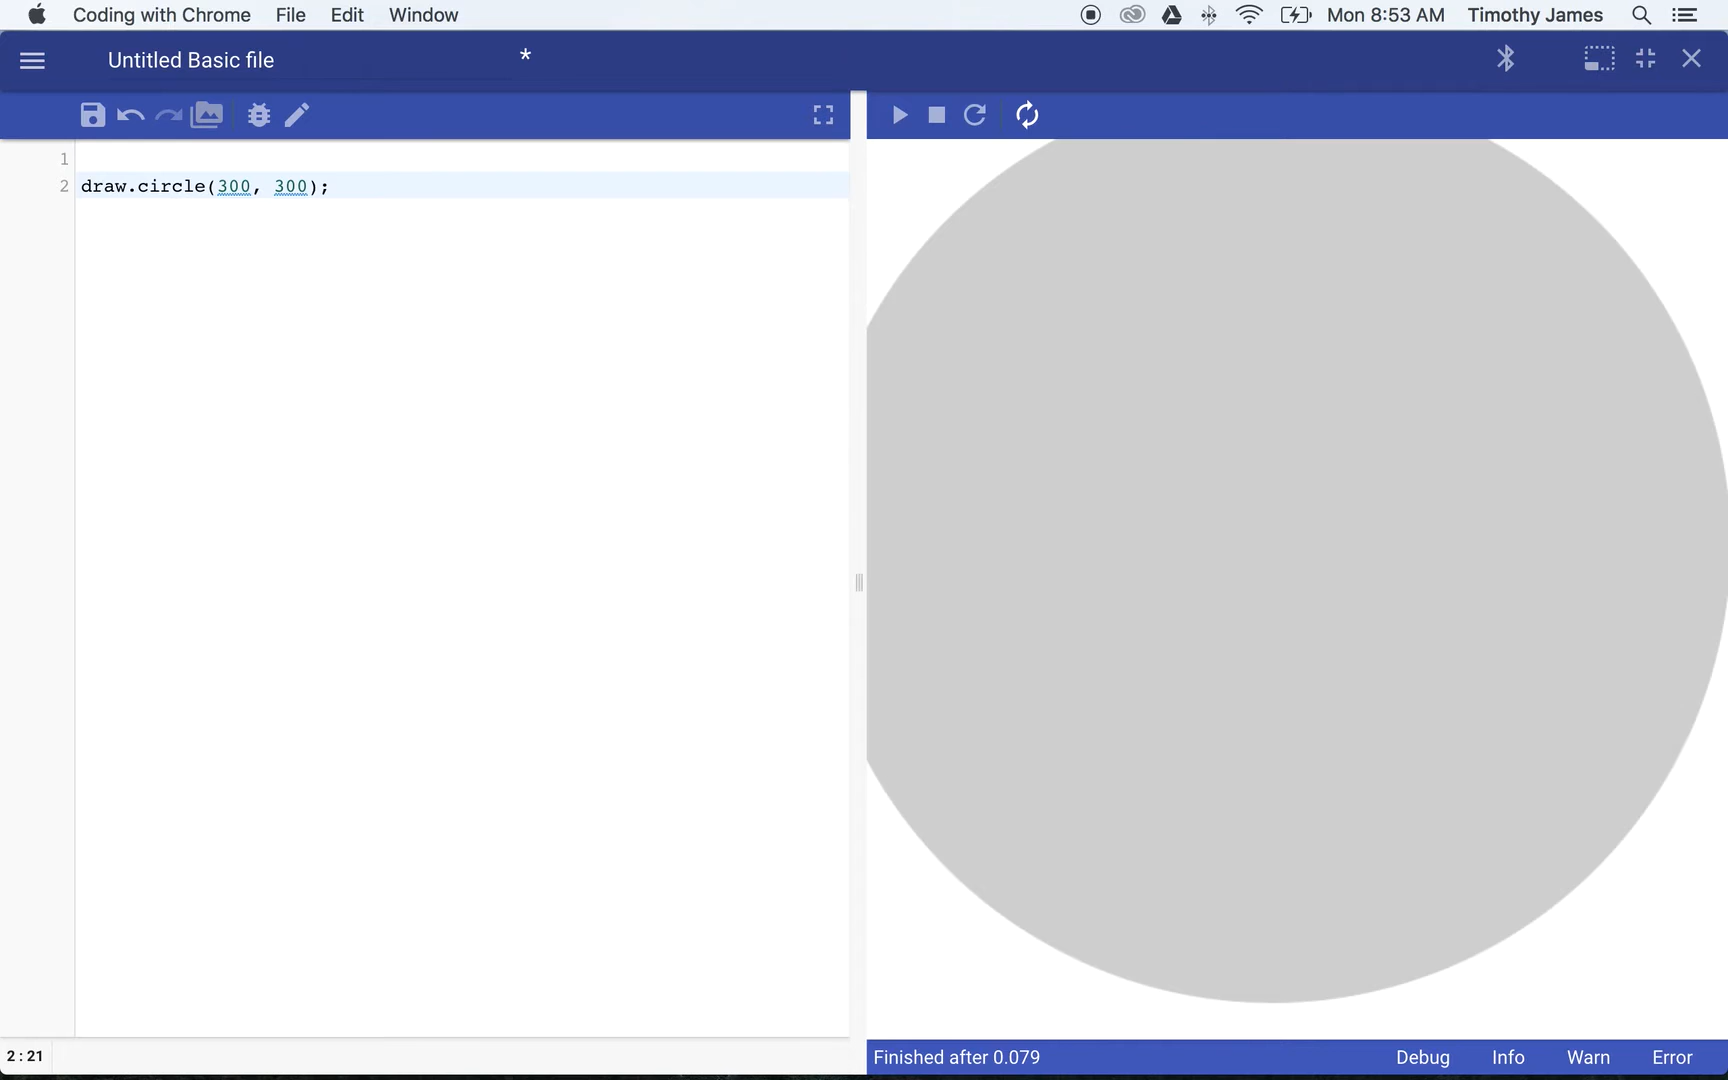 Coding with Chrome File Edit Window Mon 8:53 AM Timothy James
Untitled Basic file *
1
2 draw.circle(300, 300);
2:21
Finished after 0.079 Debug Info Warn Error